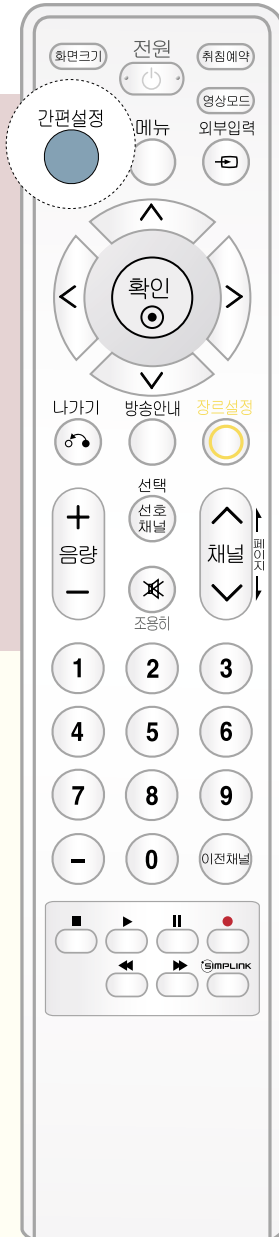 전원
화면크기
취침예약
영상모드
간편설정
메뉴
외부입력
확인
나가기
방송안내
장르설정
선택
선호
채널
음량
채널
페이지
조용히
1
2
3
4
5
6
7
8
9
-
0
이전채널
SIMPLINK